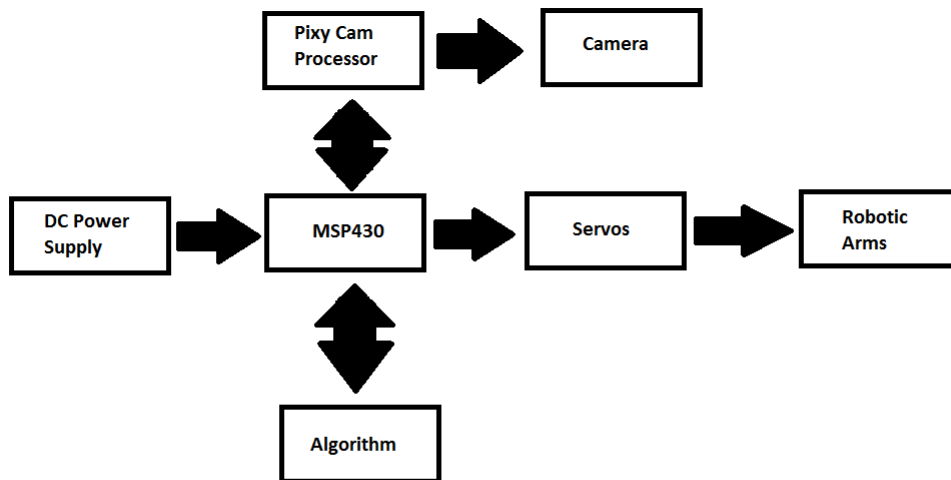 Pixy Cam
Processor
Camera
DC Power
Supply
MSP430
Servos
Robotic
Arms
Algorithm